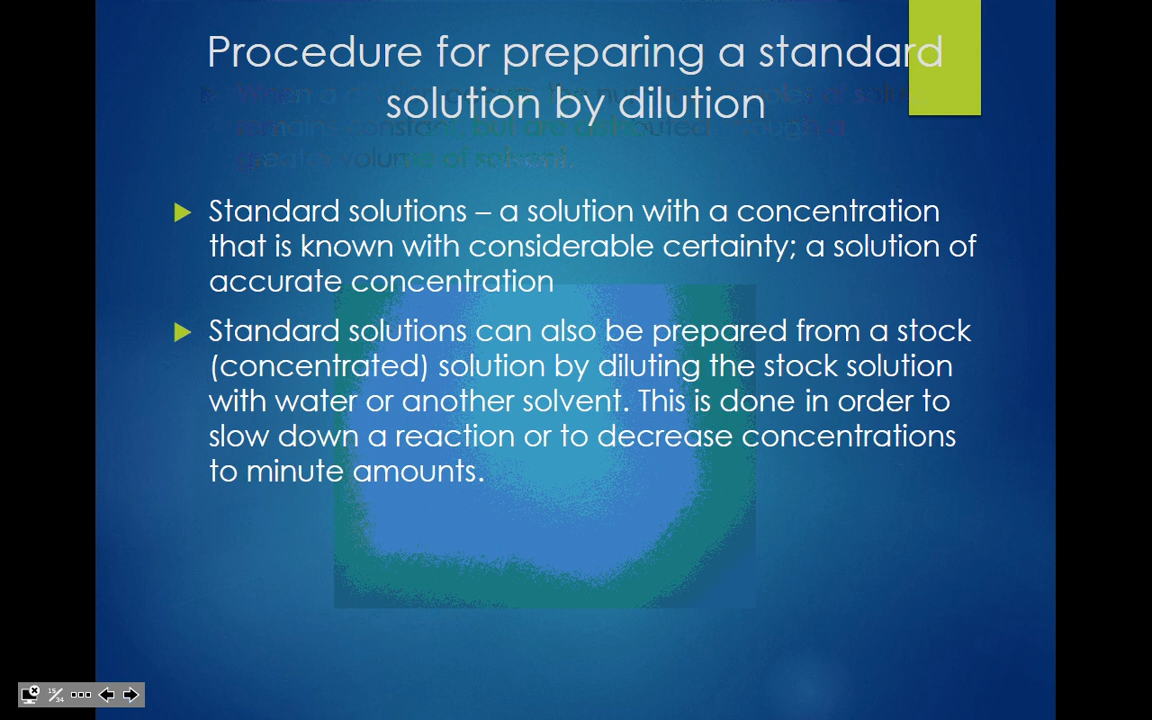 Procedure for preparing a standard
solution by dilution
Standard solutions – a solution with a concentration
that is known with considerable certainty; a solution of
accurate concentration
Standard solutions can also be prepared from a stock
(concentrated) solution by diluting the stock solution
with water or another solvent. This is done in order to
slow down a reaction or to decrease concentrations
to minute amounts.
15/34